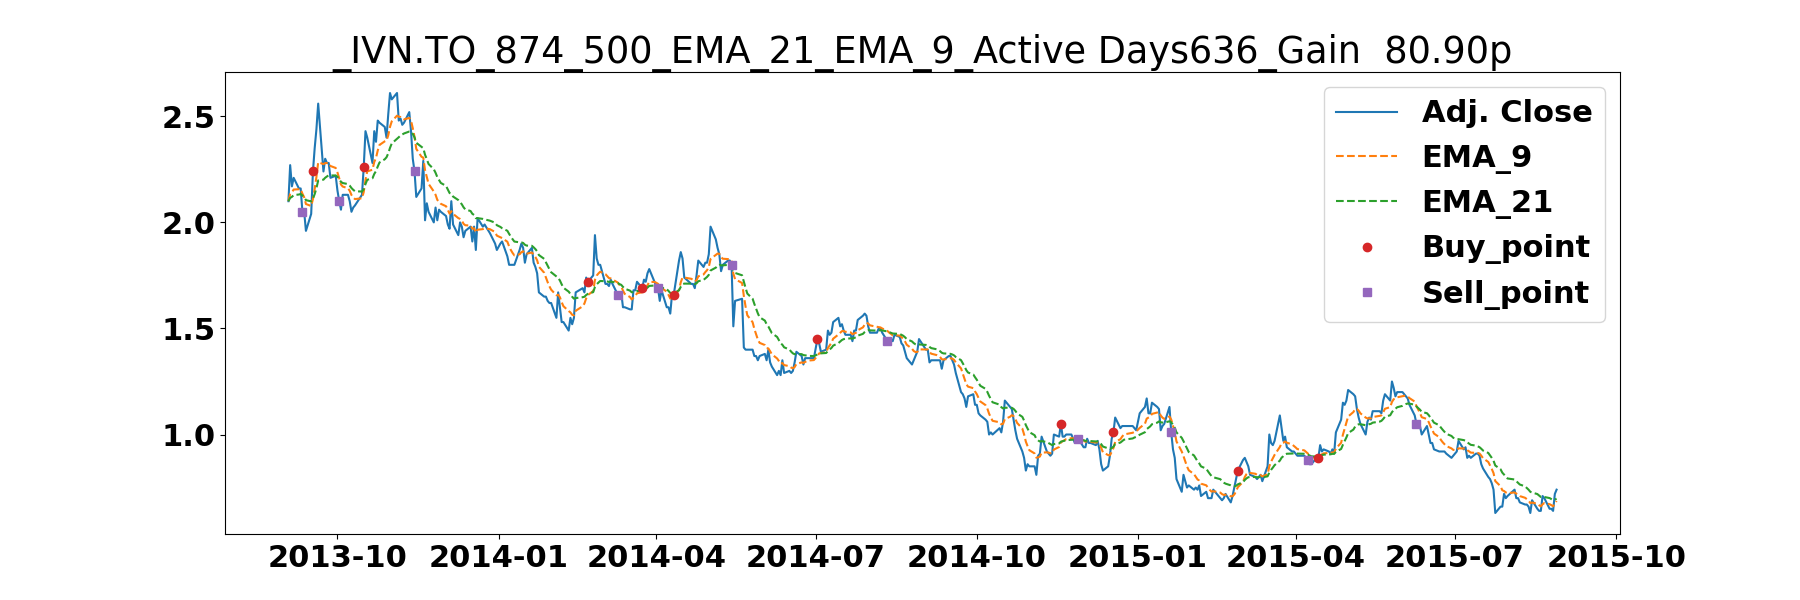 _IVN.TO_874_500_EMA_21_EMA_9_Active Days636_Gain  80.90p
2.5
2.0
1.5
1.0
Adj. Close
EMA_9
EMA_21
Buy_point
Sell_point
2013-10 2014-01 2014-04 2014-07 2014-10 2015-01 2015-04 2015-07 2015-10